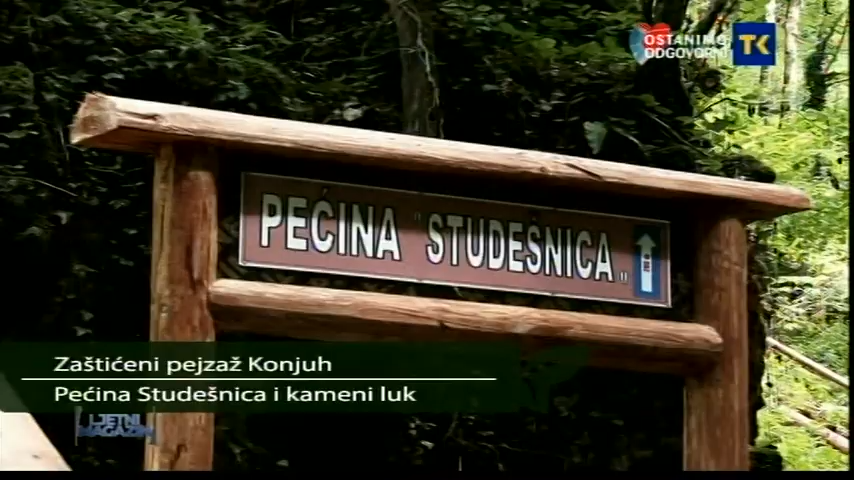 OSTANIMO
ODGOVORNI
TK
PEĆINA "STUDEŠNICA"
Zaštićeni pejzaž Konjuh
Pećina Studešnica i kameni luk
LJETNI
MAGAZIN